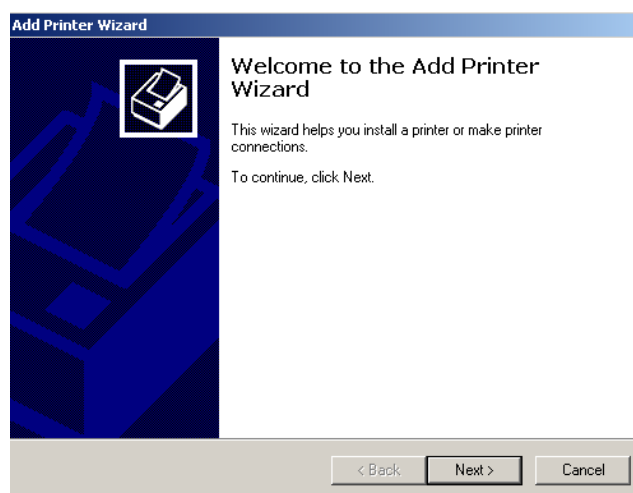 Add Printer Wizard
Welcome to the Add Printer
Wizard
This wizard helps you install a printer or make printer
connections.
To continue, click Next.
< Back
Next >
Cancel